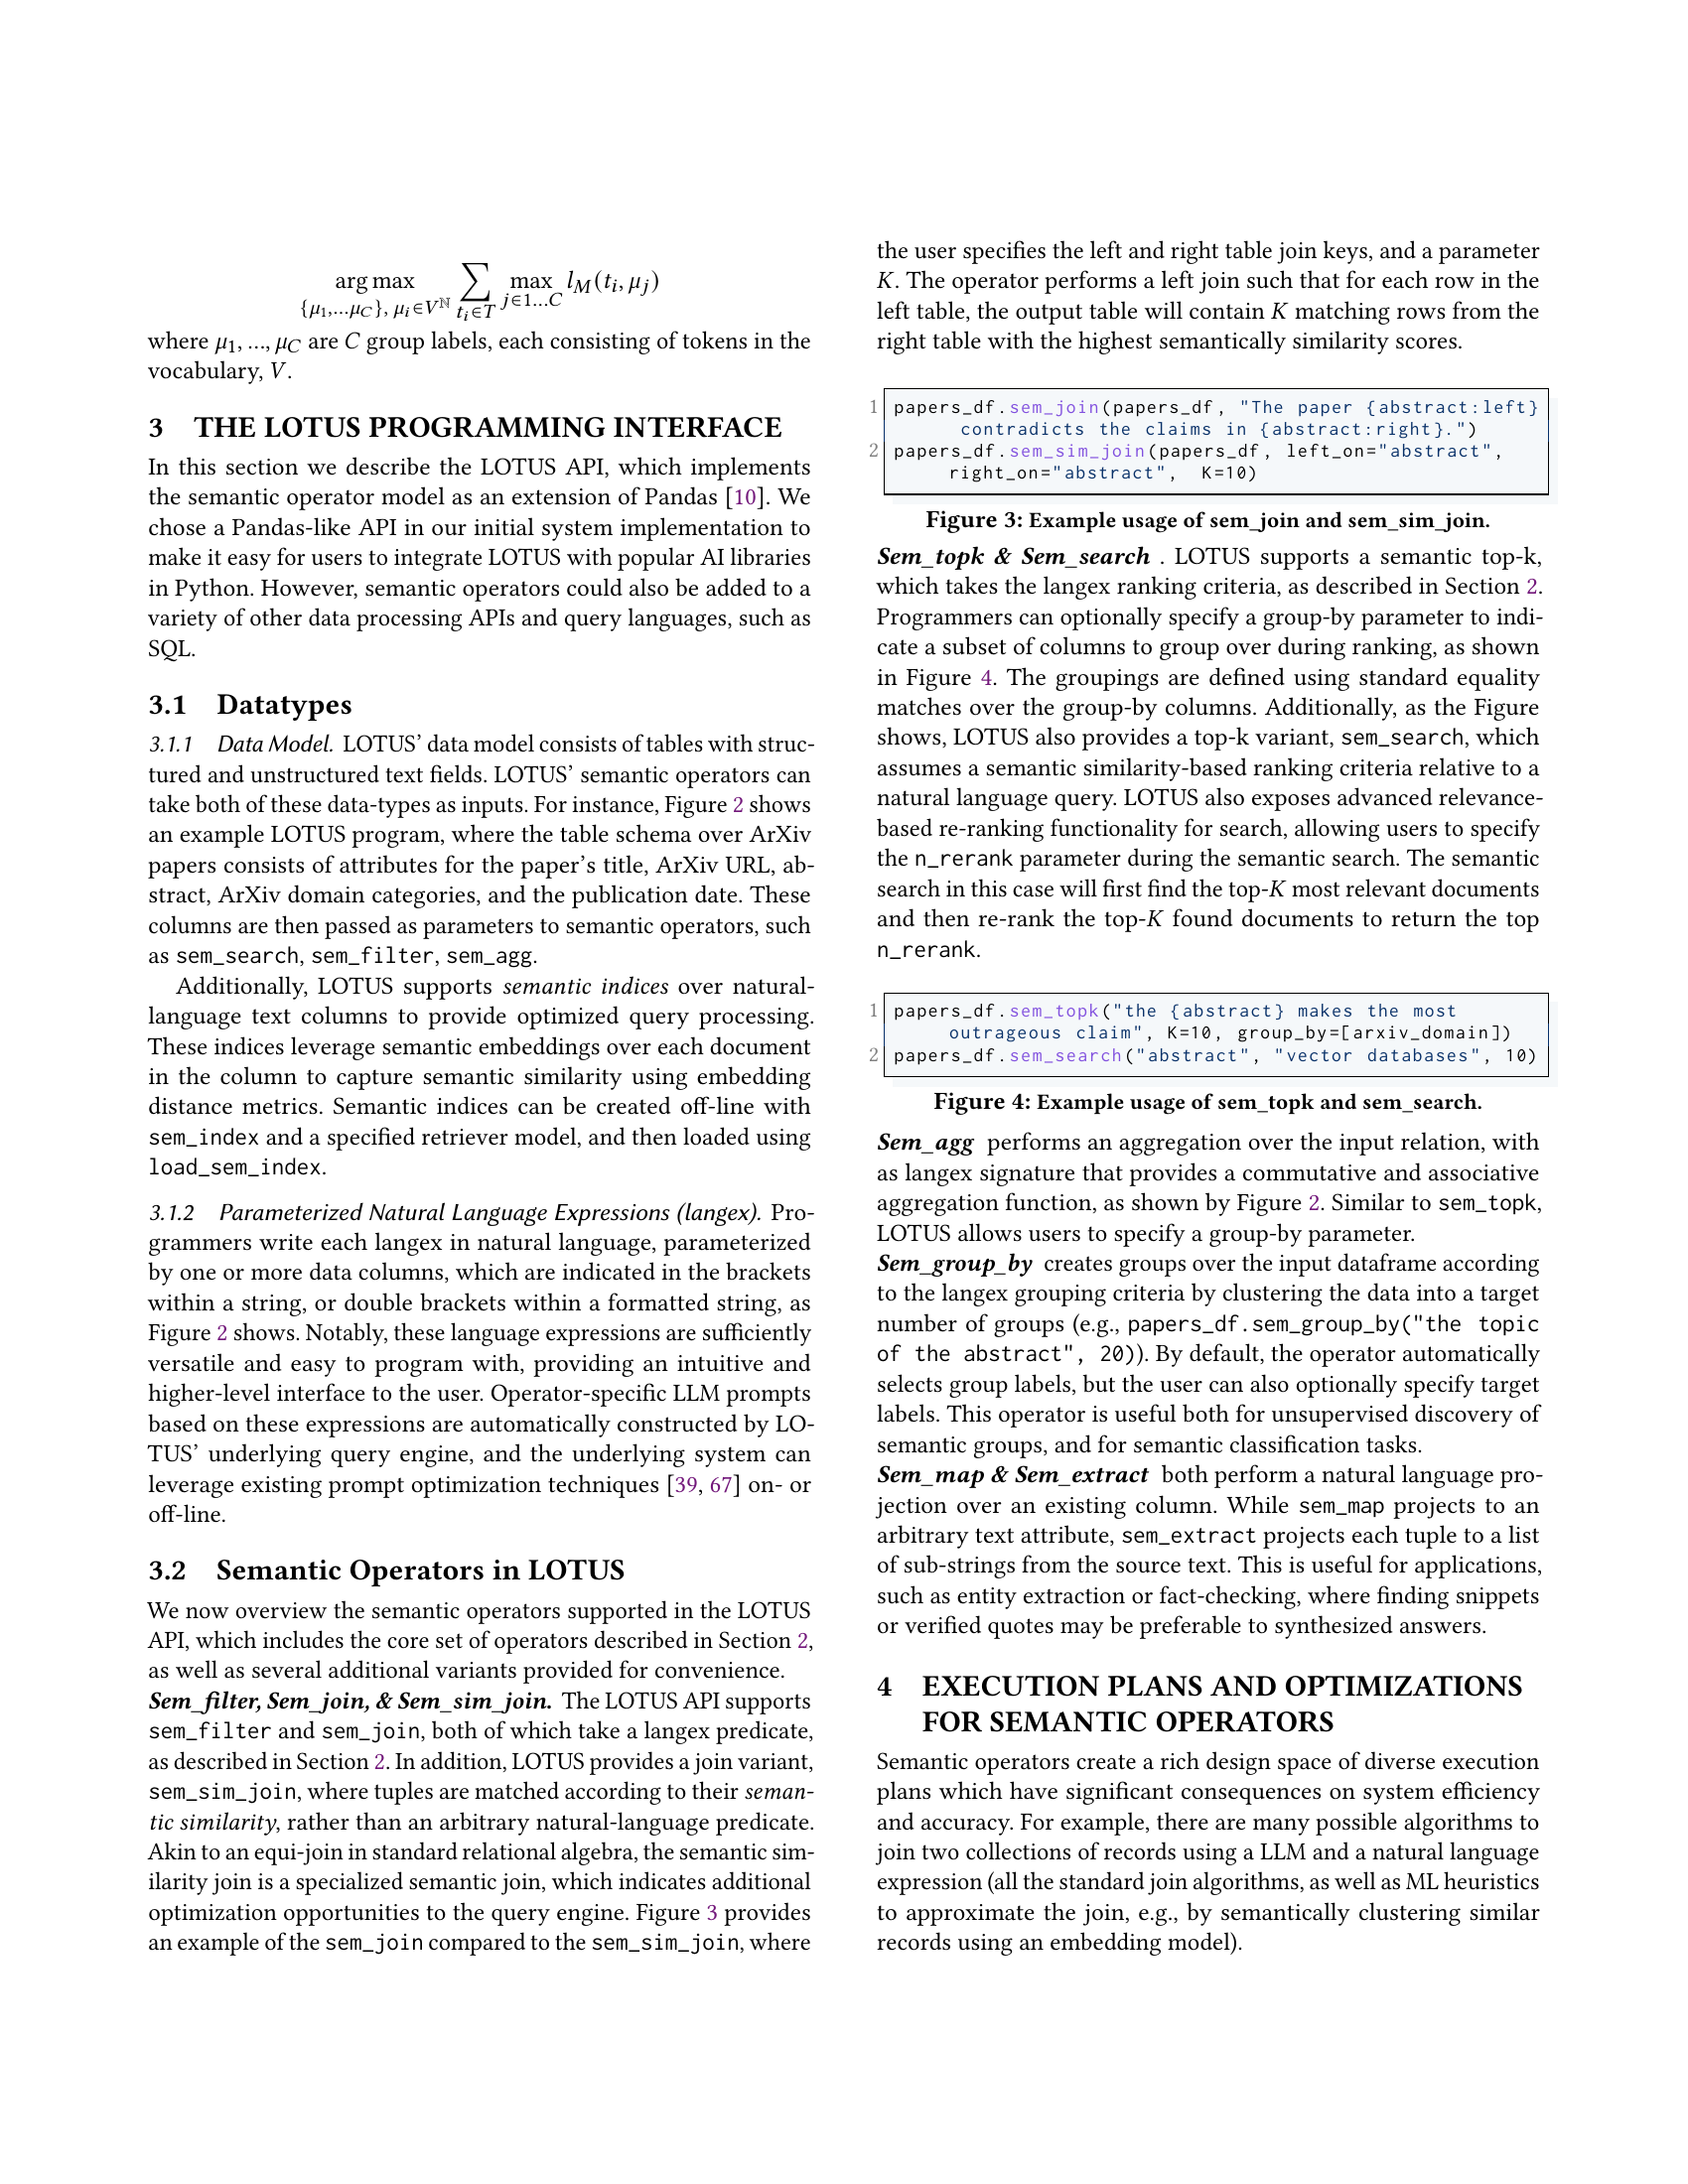 arg max {μ1,...μC}, μi∈V^ℕ ∑ ti∈T max j∈1...C lM(ti, μj)
where μ1, ..., μC are C group labels, each consisting of tokens in the
vocabulary, V.
3 THE LOTUS PROGRAMMING INTERFACE
In this section we describe the LOTUS API, which implements
the semantic operator model as an extension of Pandas [10]. We
chose a Pandas-like API in our initial system implementation to
make it easy for users to integrate LOTUS with popular AI libraries
in Python. However, semantic operators could also be added to a
variety of other data processing APIs and query languages, such as
SQL.
3.1 Datatypes
3.1.1 Data Model. LOTUS’ data model consists of tables with struc-
tured and unstructured text fields. LOTUS’ semantic operators can
take both of these data-types as inputs. For instance, Figure 2 shows
an example LOTUS program, where the table schema over ArXiv
papers consists of attributes for the paper’s title, ArXiv URL, ab-
stract, ArXiv domain categories, and the publication date. These
columns are then passed as parameters to semantic operators, such
as sem_search, sem_filter, sem_agg.
Additionally, LOTUS supports semantic indices over natural-
language text columns to provide optimized query processing.
These indices leverage semantic embeddings over each document
in the column to capture semantic similarity using embedding
distance metrics. Semantic indices can be created off-line with
sem_index and a specified retriever model, and then loaded using
load_sem_index.
3.1.2 Parameterized Natural Language Expressions (langex). Pro-
grammers write each langex in natural language, parameterized
by one or more data columns, which are indicated in the brackets
within a string, or double brackets within a formatted string, as
Figure 2 shows. Notably, these language expressions are sufficiently
versatile and easy to program with, providing an intuitive and
higher-level interface to the user. Operator-specific LLM prompts
based on these expressions are automatically constructed by LO-
TUS’ underlying query engine, and the underlying system can
leverage existing prompt optimization techniques [39, 67] on- or
off-line.
3.2 Semantic Operators in LOTUS
We now overview the semantic operators supported in the LOTUS
API, which includes the core set of operators described in Section 2,
as well as several additional variants provided for convenience.
Sem_filter, Sem_join, & Sem_sim_join. The LOTUS API supports
sem_filter and sem_join, both of which take a langex predicate,
as described in Section 2. In addition, LOTUS provides a join variant,
sem_sim_join, where tuples are matched according to their seman-
tic similarity, rather than an arbitrary natural-language predicate.
Akin to an equi-join in standard relational algebra, the semantic sim-
ilarity join is a specialized semantic join, which indicates additional
optimization opportunities to the query engine. Figure 3 provides
an example of the sem_join compared to the sem_sim_join, where
the user specifies the left and right table join keys, and a parameter
K. The operator performs a left join such that for each row in the
left table, the output table will contain K matching rows from the
right table with the highest semantically similarity scores.
1 papers_df.sem_join(papers_df, "The paper {abstract:left}
contradicts the claims in {abstract:right}.")
2 papers_df.sem_sim_join(papers_df, left_on="abstract",
right_on="abstract", K=10)
Figure 3: Example usage of sem_join and sem_sim_join.
Sem_topk & Sem_search . LOTUS supports a semantic top-k,
which takes the langex ranking criteria, as described in Section 2.
Programmers can optionally specify a group-by parameter to indi-
cate a subset of columns to group over during ranking, as shown
in Figure 4. The groupings are defined using standard equality
matches over the group-by columns. Additionally, as the Figure
shows, LOTUS also provides a top-k variant, sem_search, which
assumes a semantic similarity-based ranking criteria relative to a
natural language query. LOTUS also exposes advanced relevance-
based re-ranking functionality for search, allowing users to specify
the n_rerank parameter during the semantic search. The semantic
search in this case will first find the top-K most relevant documents
and then re-rank the top-K found documents to return the top
n_rerank.
1 papers_df.sem_topk("the {abstract} makes the most
outrageous claim", K=10, group_by=[arxiv_domain])
2 papers_df.sem_search("abstract", "vector databases", 10)
Figure 4: Example usage of sem_topk and sem_search.
Sem_agg performs an aggregation over the input relation, with
as langex signature that provides a commutative and associative
aggregation function, as shown by Figure 2. Similar to sem_topk,
LOTUS allows users to specify a group-by parameter.
Sem_group_by creates groups over the input dataframe according
to the langex grouping criteria by clustering the data into a target
number of groups (e.g., papers_df.sem_group_by("the topic
of the abstract", 20)). By default, the operator automatically
selects group labels, but the user can also optionally specify target
labels. This operator is useful both for unsupervised discovery of
semantic groups, and for semantic classification tasks.
Sem_map & Sem_extract both perform a natural language pro-
jection over an existing column. While sem_map projects to an
arbitrary text attribute, sem_extract projects each tuple to a list
of sub-strings from the source text. This is useful for applications,
such as entity extraction or fact-checking, where finding snippets
or verified quotes may be preferable to synthesized answers.
4 EXECUTION PLANS AND OPTIMIZATIONS
FOR SEMANTIC OPERATORS
Semantic operators create a rich design space of diverse execution
plans which have significant consequences on system efficiency
and accuracy. For example, there are many possible algorithms to
join two collections of records using a LLM and a natural language
expression (all the standard join algorithms, as well as ML heuristics
to approximate the join, e.g., by semantically clustering similar
records using an embedding model).